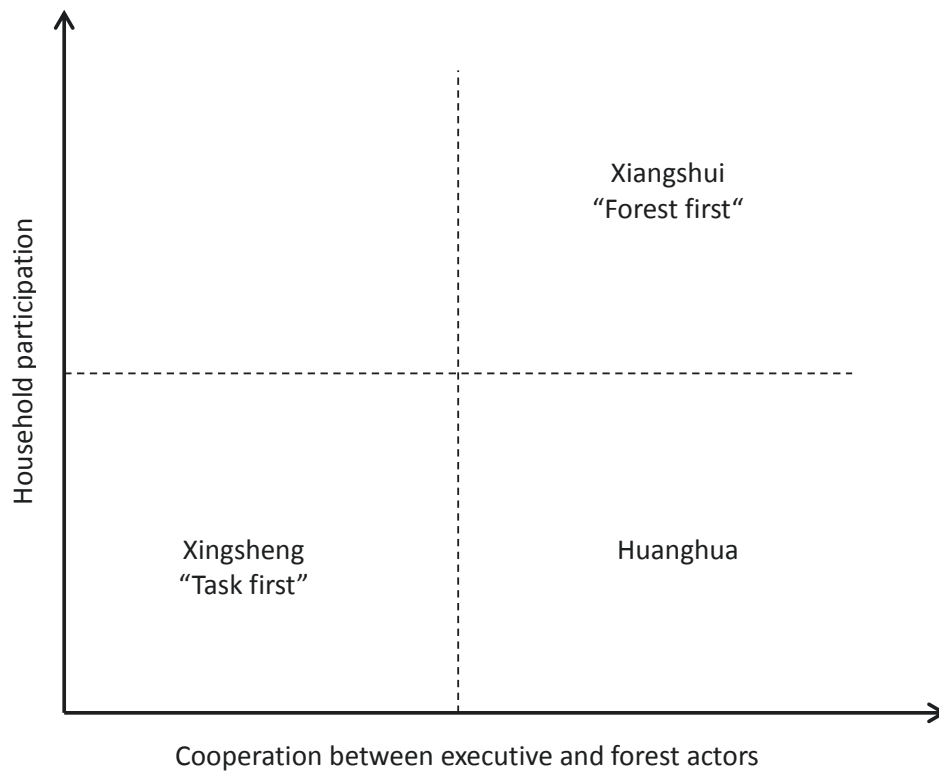 Household participation
Xiangshui
“Forest first“
Xingsheng
“Task first”
Huanghua
Cooperation between executive and forest actors